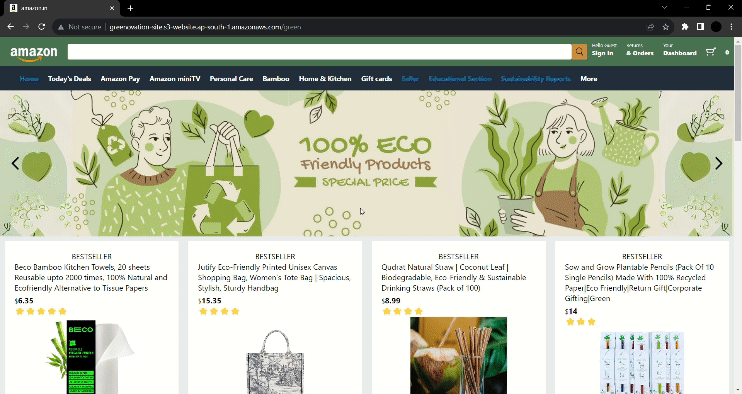 amazon.in
Not secure | greenovation-site.s3-website.ap-south-1.amazonaws.com/green
amazon
Hello Guest
Sign In
Returns
& Orders
Your
Dashboard
0
Home Today's Deals Amazon Pay Amazon miniTV Personal Care Bamboo Home & Kitchen Gift cards Seller Educational Section Sustainability Reports More
100% ECO
Friendly Products
SPECIAL PRICE
BESTSELLER
Beco Bamboo Kitchen Towels, 20 sheets
Reusable upto 2000 times, 100% Natural and
Ecofriendly Alternative to Tissue Papers
$6.35
BECO
BESTSELLER
Jutify Eco-Friendly Printed Unisex Canvas
Shopping Bag, Women's Tote Bag | Spacious,
Stylish, Sturdy Handbag
$15.35
BESTSELLER
Qudrat Natural Straw | Coconut Leaf |
Biodegradable, Eco-Friendly & Sustainable
Drinking Straws (Pack of 100)
$8.99
BESTSELLER
Sow and Grow Plantable Pencils (Pack Of 10
Single Pencils) Made With 100% Recycled
Paper|Eco Friendly|Return Gift|Corporate
Gifting|Green
$14